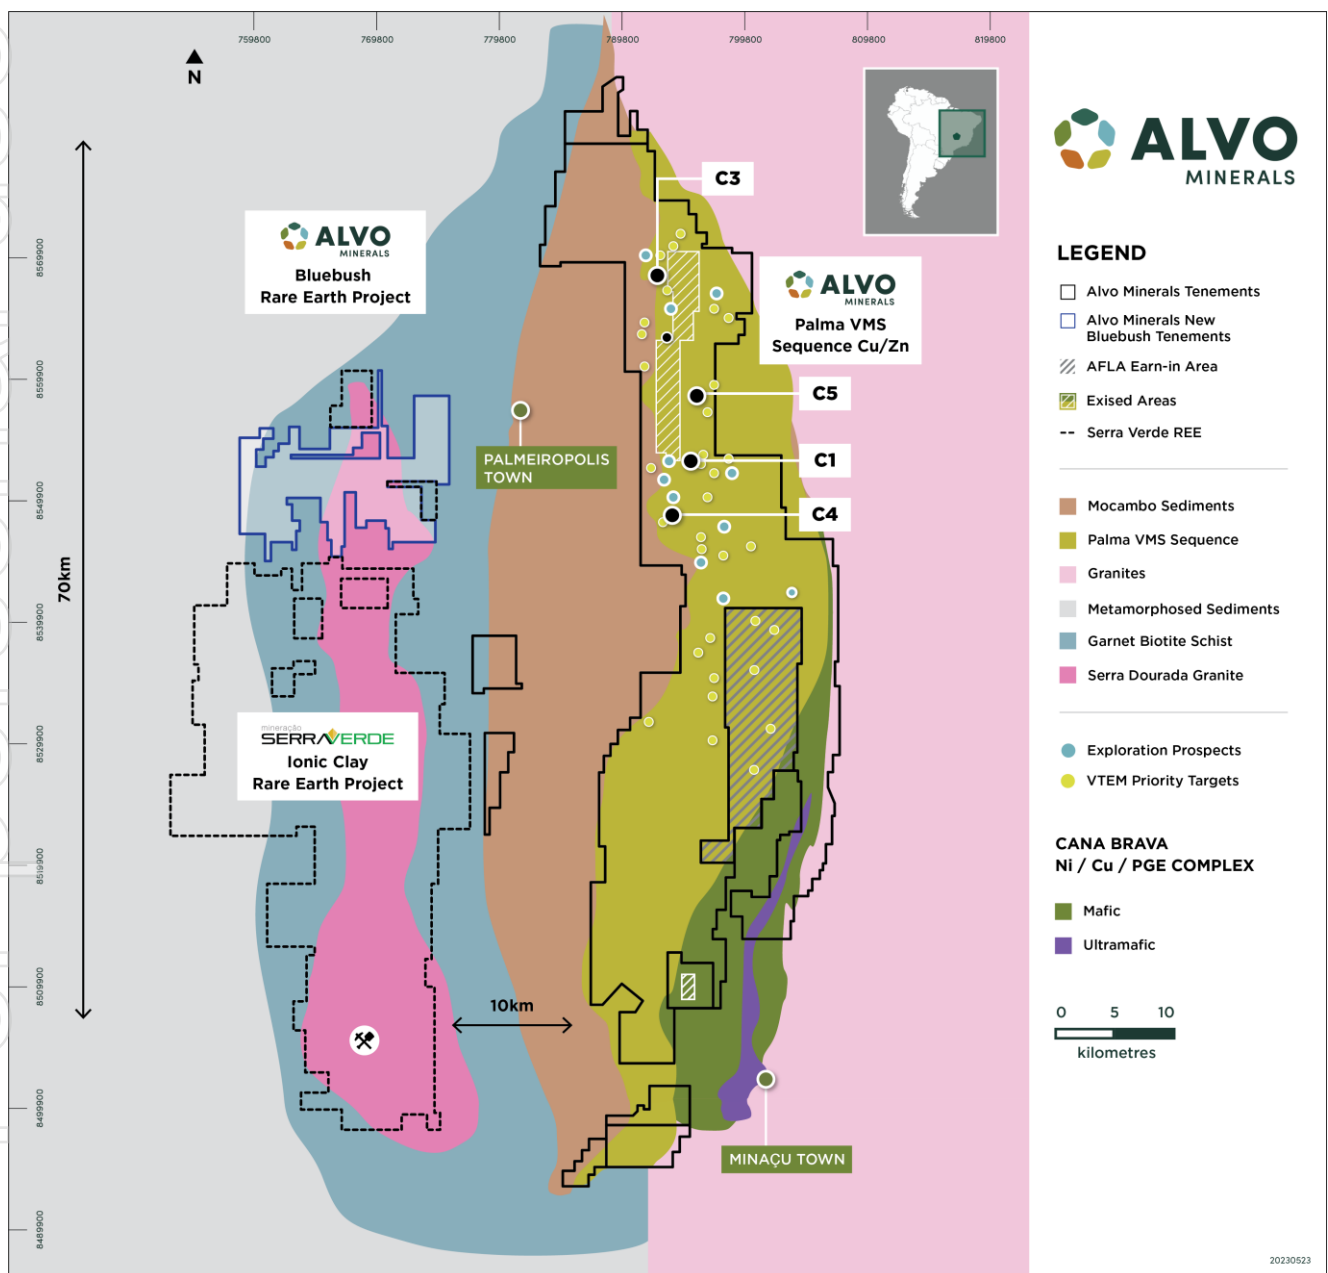 759800
769800
779800
789800
799800
809800
819800
N
C3
ALVO
MINERALS
Bluebush
Rare Earth Project
ALVO
MINERALS
Palma VMS
Sequence Cu/Zn
C5
PALMEIROPOLIS
TOWN
C1
C4
70km
mineração
SERRA VERDE
Ionic Clay
Rare Earth Project
10km
MINAÇU TOWN
8569900
8559900
8549900
8539900
8529900
8519900
8509900
8499900
8489900
ALVO
MINERALS
LEGEND
Alvo Minerals Tenements
Alvo Minerals New
Bluebush Tenements
AFLA Earn-in Area
Exised Areas
Serra Verde REE
Mocambo Sediments
Palma VMS Sequence
Granites
Metamorphosed Sediments
Garnet Biotite Schist
Serra Dourada Granite
Exploration Prospects
VTEM Priority Targets
CANA BRAVA
Ni / Cu / PGE COMPLEX
Mafic
Ultramafic
0 5 10
kilometres
20230523